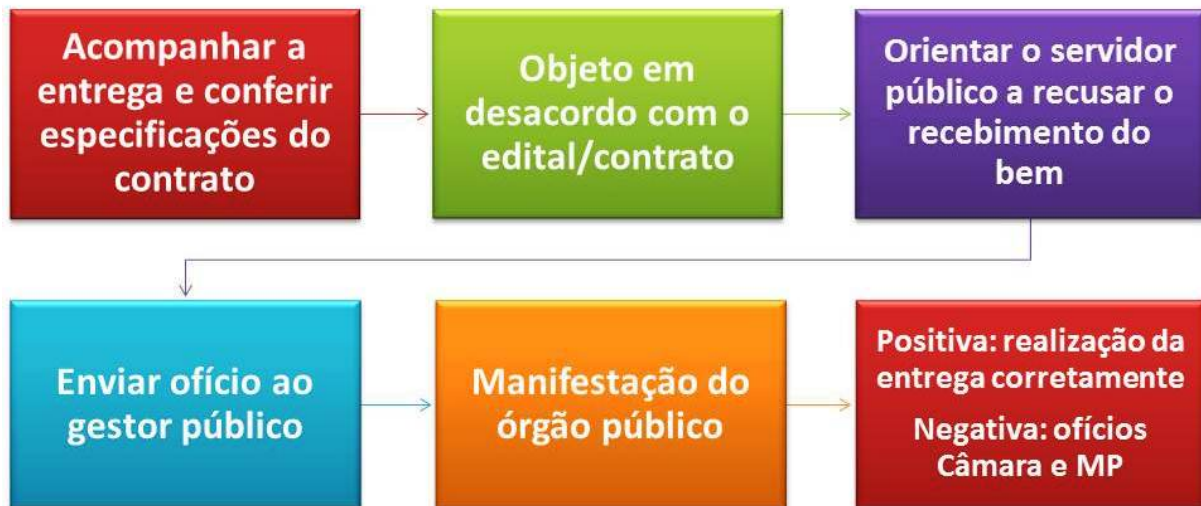 Acompanhar a
entrega e conferir
especificações do
contrato
Objeto em
desacordo com o
edital/contrato
Orientar o servidor
público a recusar o
recebimento do
bem
Enviar ofício ao
gestor público
Manifestação do
órgão público
Positiva: realização da
entrega corretamente
Negativa: ofícios
Câmara e MP